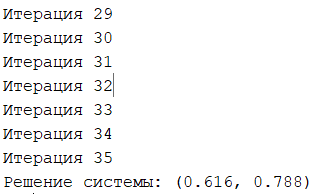 Итерация 29
Итерация 30
Итерация 31
Итерация 32
Итерация 33
Итерация 34
Итерация 35
Решение системы: (0.616, 0.788)